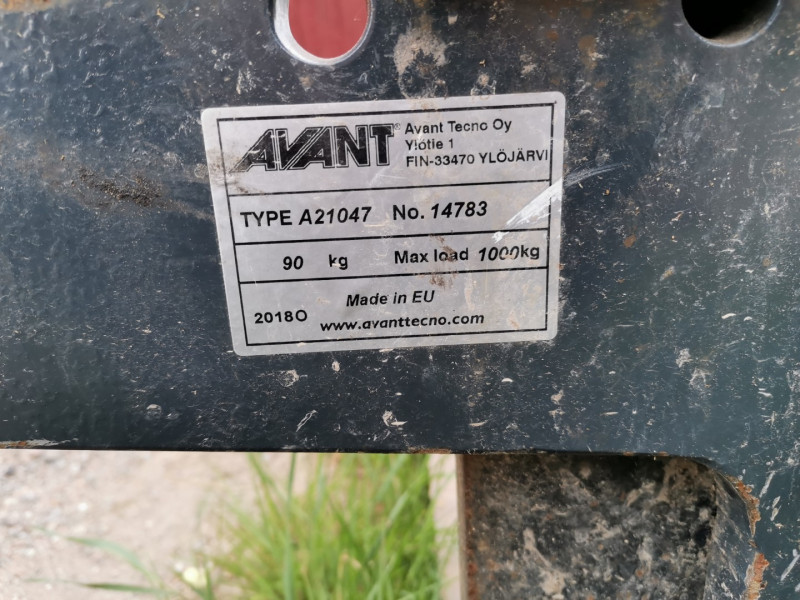 AVANT®
Avant Tecno Oy
Ylötie 1
FIN-33470 YLÖJÄRVI
TYPE A21047 No. 14783
90 kg Max load 1000kg
Made in EU
2018O www.avanttecno.com